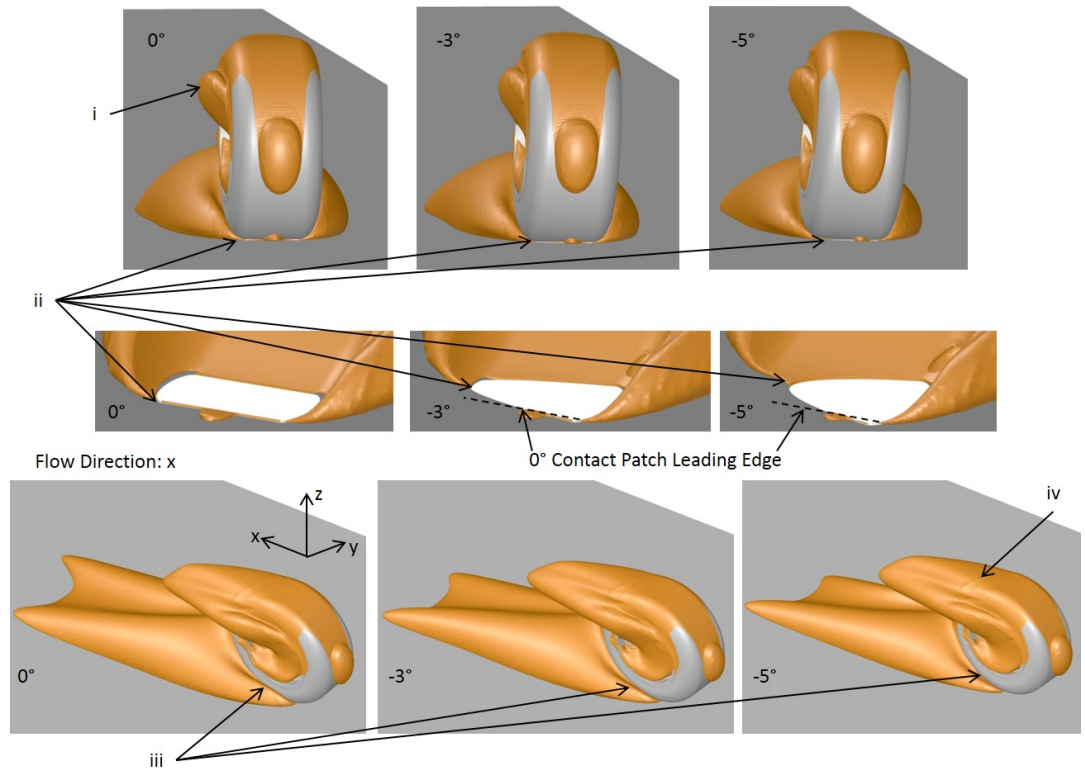 0°
-3°
-5°
i
ii
0°
-3°
-5°
Flow Direction: x
0° Contact Patch Leading Edge
z
x
y
iv
0°
-3°
-5°
iii